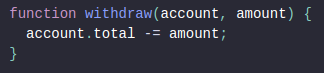 function withdraw(account, amount) {
  account.total -= amount;
}